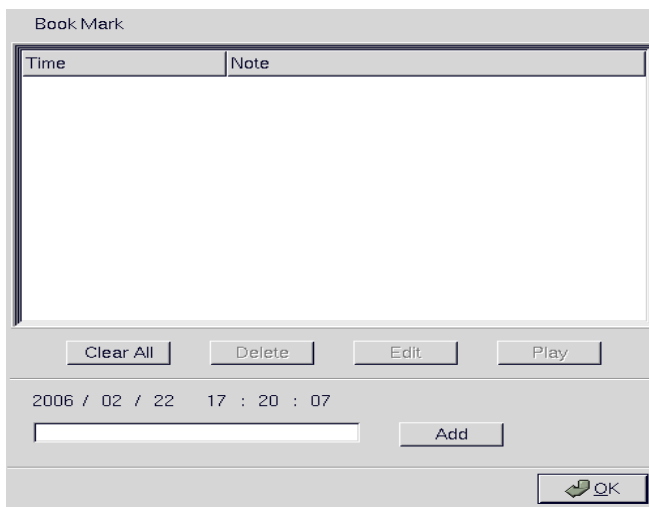 Book Mark
Time Note
Clear All Delete Edit Play
2006 / 02 / 22 17 : 20 : 07
Add
OK